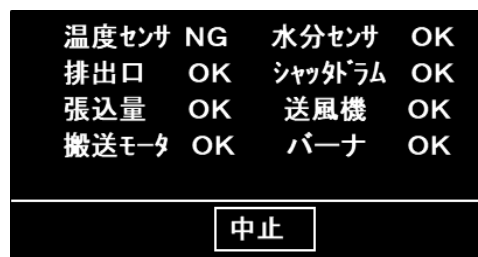 温度センサ NG 水分センサ OK
排出口 OK シャッタドラム OK
張込量 OK 送風機 OK
搬送モータ OK バーナ OK
中止